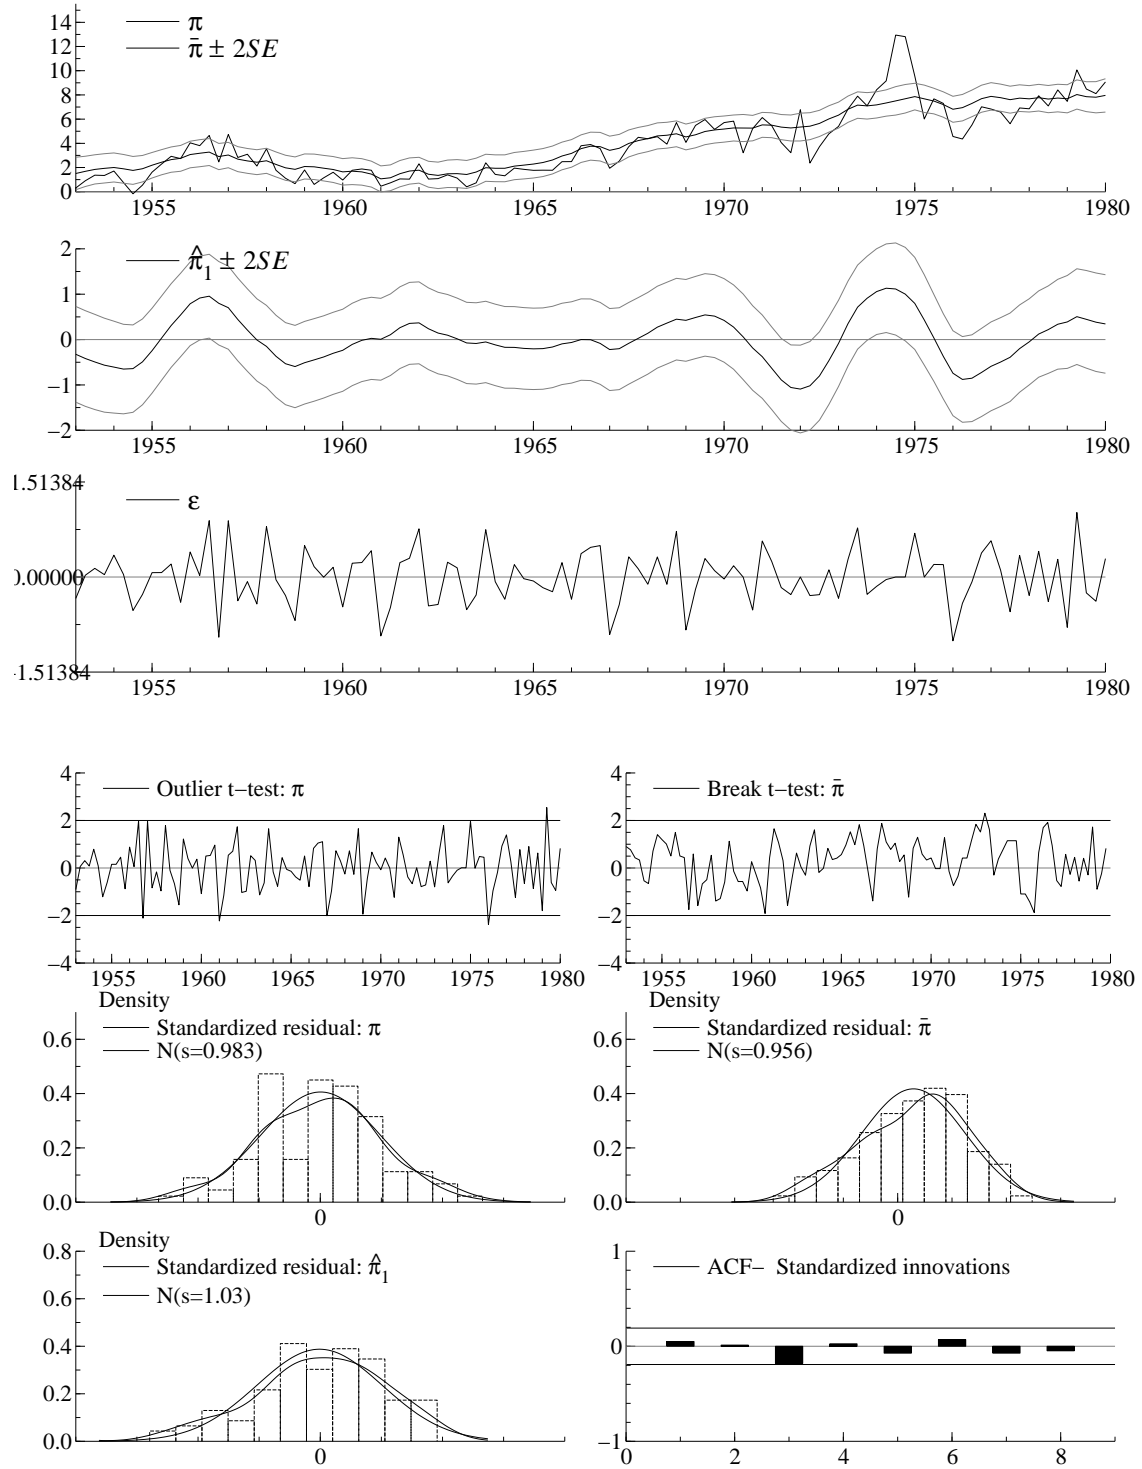 14
12
10
8
6
4
2
0
π
π̄ ± 2SE
1955 1960 1965 1970 1975 1980
2
1
0
−1
−2
π̂1 ± 2SE
1955 1960 1965 1970 1975 1980
1.51384
0.00000
-1.51384
ε
1955 1960 1965 1970 1975 1980
4
2
0
−2
−4
Outlier t−test: π
1955 1960 1965 1970 1975 1980
4
2
0
−2
−4
Break t−test: π̄
1955 1960 1965 1970 1975 1980
Density
0.6
0.4
0.2
0.0
Standardized residual: π
N(s=0.983)
0
Density
0.6
0.4
0.2
0.0
Standardized residual: π̄
N(s=0.956)
0
Density
0.8
0.6
0.4
0.2
0.0
Standardized residual: π̂1
N(s=1.03)
0
1
0
−1
ACF− Standardized innovations
0 2 4 6 8